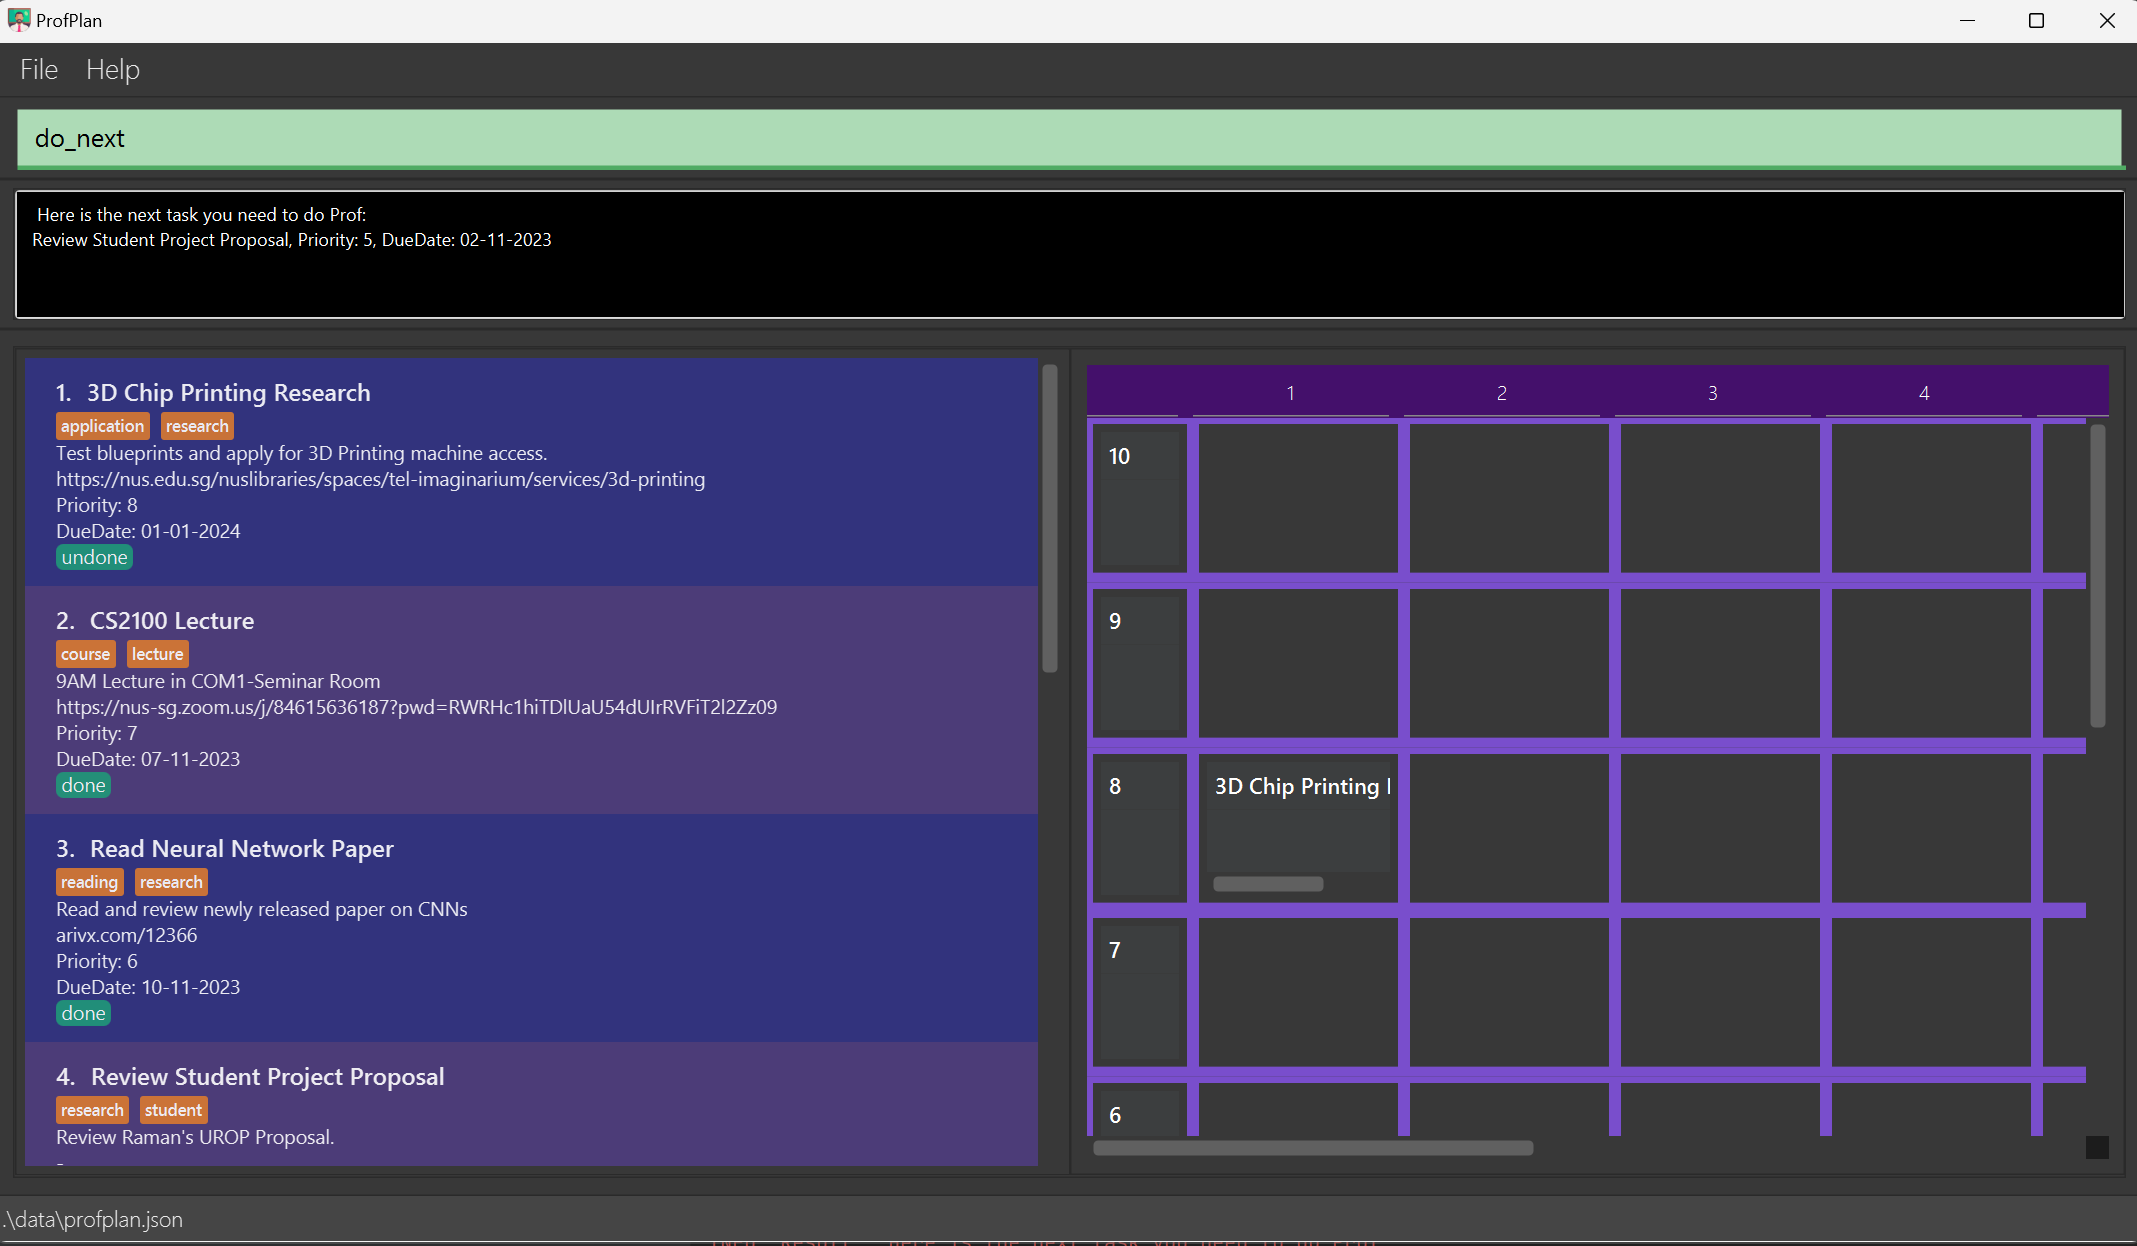 ProfPlan
File Help
do_next
Here is the next task you need to do Prof:
Review Student Project Proposal, Priority: 5, DueDate: 02-11-2023
1. 3D Chip Printing Research
application research
Test blueprints and apply for 3D Printing machine access.
https://nus.edu.sg/nuslibraries/spaces/tel-imaginarium/services/3d-printing
Priority: 8
DueDate: 01-01-2024
undone
2. CS2100 Lecture
course lecture
9AM Lecture in COM1-Seminar Room
https://nus-sg.zoom.us/j/84615636187?pwd=RWRHc1hiTDlUaU54dUIrRVFiT2l2Zz09
Priority: 7
DueDate: 07-11-2023
done
3. Read Neural Network Paper
reading research
Read and review newly released paper on CNNs
arivx.com/12366
Priority: 6
DueDate: 10-11-2023
done
4. Review Student Project Proposal
research student
Review Raman's UROP Proposal.
-
1 2 3 4
10
9
8 3D Chip Printing
7
6
.\data\profplan.json